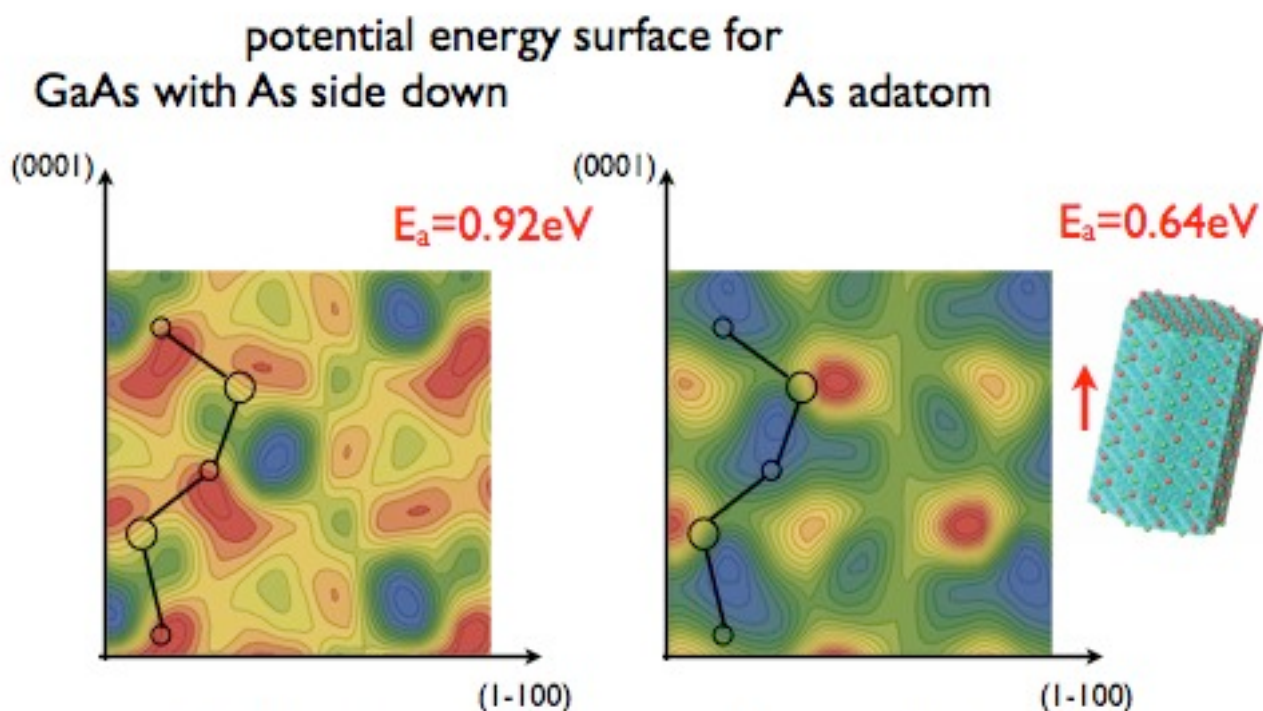 potential energy surface for
GaAs with As side down
As adatom
(0001)
(0001)
Ea=0.92eV
Ea=0.64eV
(1-100)
(1-100)